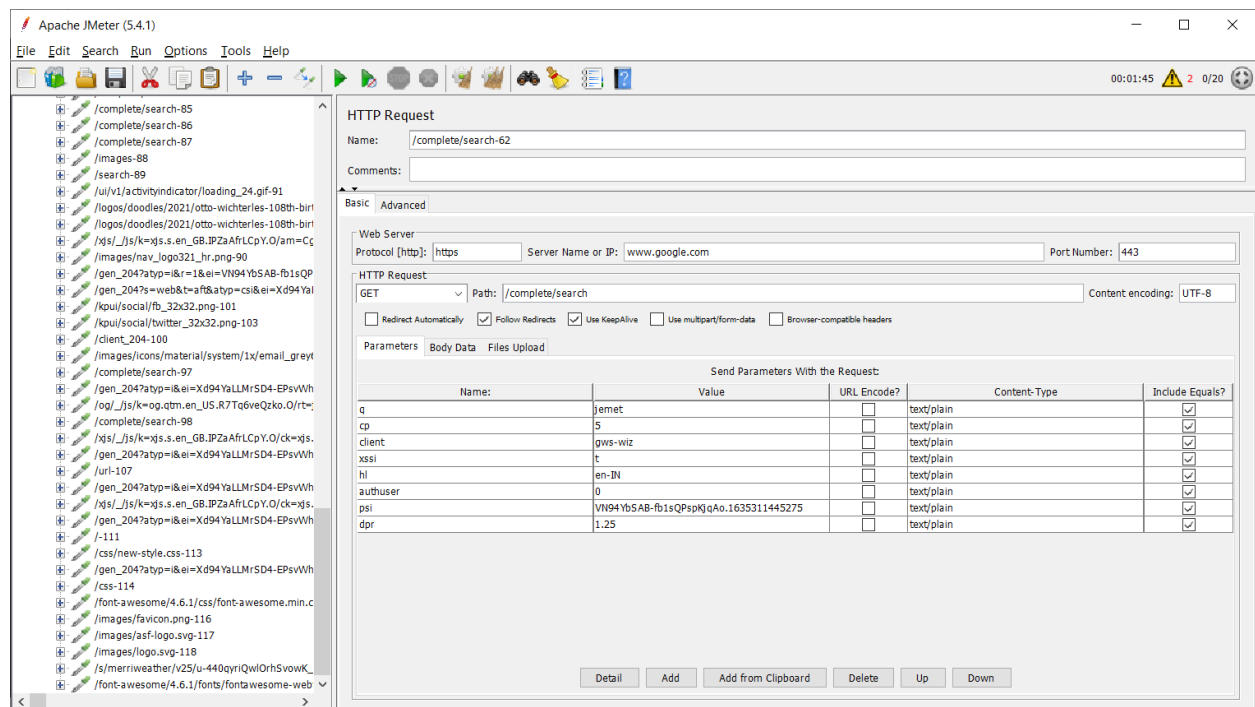 Apache JMeter (5.4.1)
File Edit Search Run Options Tools Help
STOP
00:01:45 2 0/20
/complete/search-85
/complete/search-86
/complete/search-87
/images-88
/search-89
/ui/v1/activityindicator/loading_24.gif-91
/logos/doodles/2021/otto-wichterles-108th-birt
/logos/doodles/2021/otto-wichterles-108th-birt
/xjs/_/js/k=xjs.s.en_GB.IPZaAfrLCpY.O/am=Cg
/images/nav_logo321_hr.png-90
/gen_204?atyp=i&r=1&ei=VN94YbSAB-fb1sQP
/gen_204?s=web&t=aft&atyp=csi&ei=Xd94Yal
/kpui/social/fb_32x32.png-101
/kpui/social/twitter_32x32.png-103
/client_204-100
/images/icons/material/system/1x/email_grey6
/complete/search-97
/gen_204?atyp=i&ei=Xd94YaLLMrSD4-EPsvWh
/og/_/js/k=og.qtm.en_US.R7Tq6veQzko.O/rt=j
/complete/search-98
/xjs/_/js/k=xjs.s.en_GB.IPZaAfrLCpY.O/ck=xjs.
/gen_204?atyp=i&ei=Xd94YaLLMrSD4-EPsvWh
/url-107
/gen_204?atyp=i&ei=Xd94YaLLMrSD4-EPsvWh
/xjs/_/js/k=xjs.s.en_GB.IPZaAfrLCpY.O/ck=xjs.
/gen_204?atyp=i&ei=Xd94YaLLMrSD4-EPsvWh
/-111
/css/new-style.css-113
/gen_204?atyp=i&ei=Xd94YaLLMrSD4-EPsvWh
/css-114
/font-awesome/4.6.1/css/font-awesome.min.c
/images/favicon.png-116
/images/asf-logo.svg-117
/images/logo.svg-118
/s/merriweather/v25/u-440qyriQwlOrhSvowK_
/font-awesome/4.6.1/fonts/fontawesome-web
HTTP Request
Name: /complete/search-62
Comments:
Basic Advanced
Web Server
Protocol [http]: https Server Name or IP: www.google.com Port Number: 443
HTTP Request
GET Path: /complete/search Content encoding: UTF-8
Redirect Automatically Follow Redirects Use KeepAlive Use multipart/form-data Browser-compatible headers
Parameters Body Data Files Upload
Send Parameters With the Request:
Name: Value URL Encode? Content-Type Include Equals?
q jemet text/plain
cp 5 text/plain
client gws-wiz text/plain
xssi t text/plain
hl en-IN text/plain
authuser 0 text/plain
psi VN94YbSAB-fb1sQPspKjqAo.1635311445275 text/plain
dpr 1.25 text/plain
Detail Add Add from Clipboard Delete Up Down